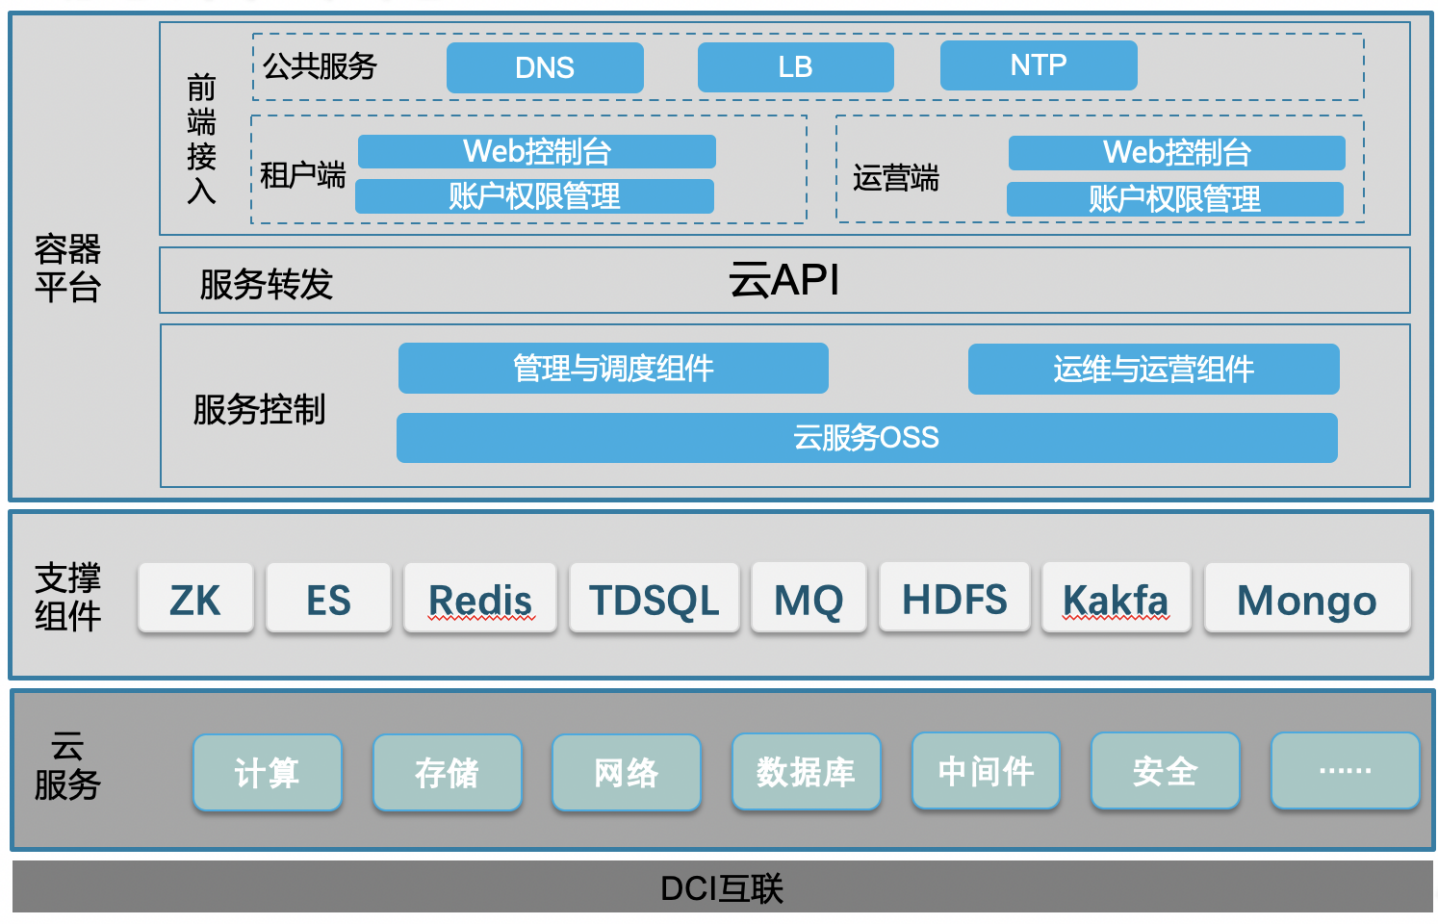 容器
平台
前
端
接
入
公共服务
DNS
LB
NTP
租户端
Web控制台
账户权限管理
运营端
Web控制台
账户权限管理
服务转发
云API
服务控制
管理与调度组件
运维与运营组件
云服务OSS
支撑
组件
ZK
ES
Redis
TDSQL
MQ
HDFS
Kakfa
Mongo
云
服务
计算
存储
网络
数据库
中间件
安全
……
DCI互联